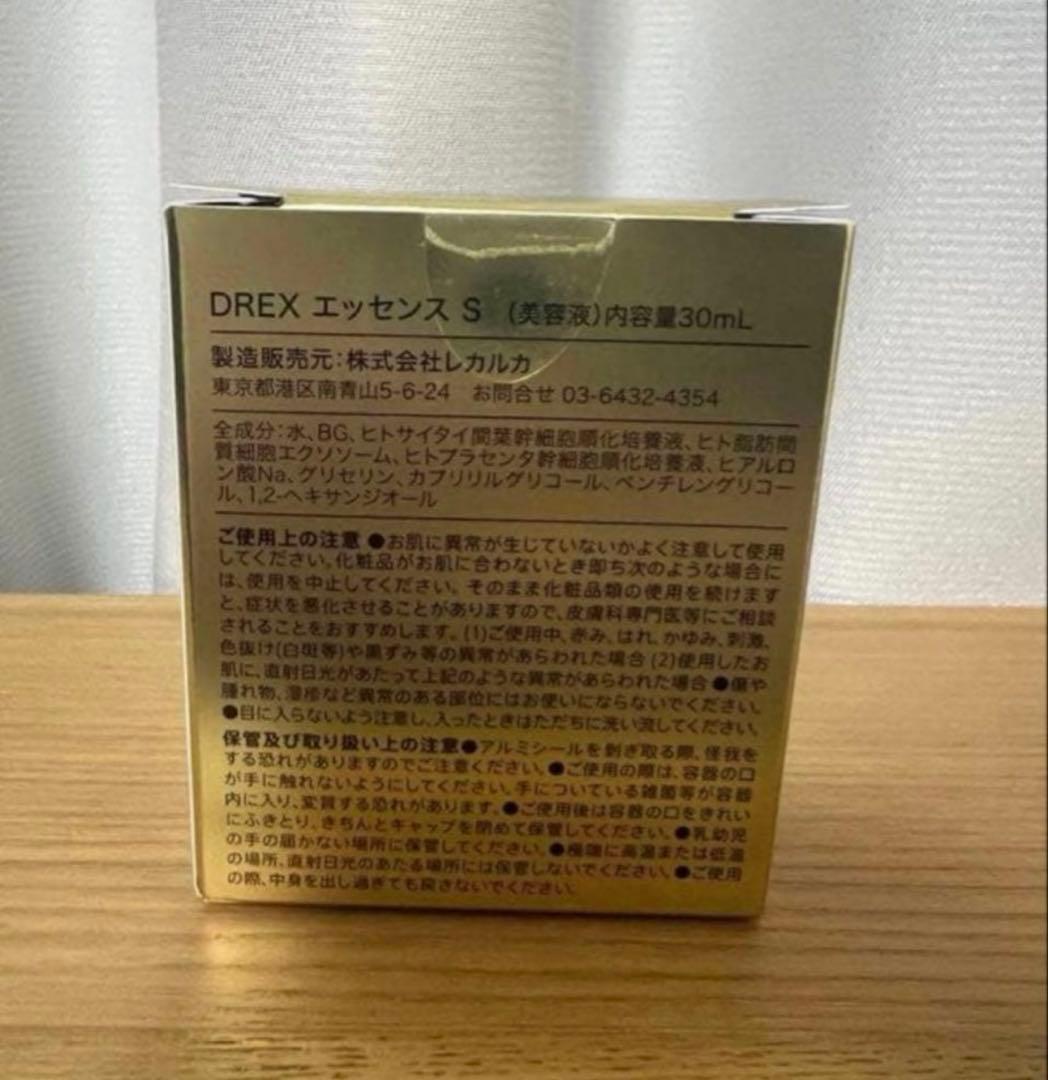 DREX エッセンス S (美容液)内容量30mL
製造販売元:株式会社レカルカ
東京都港区南青山5-6-24 お問合せ 03-6432-4354
全成分:水、BG、ヒトサイタイ間葉幹細胞順化培養液、ヒト脂肪間
質細胞エクソソーム、ヒトプラセンタ幹細胞順化培養液、ヒアルロ
ン酸Na、グリセリン、カプリリルグリコール、ペンチレングリコー
ル、1,2-ヘキサンジオール
ご使用上の注意 ●お肌に異常が生じていないかよく注意して使用
してください。化粧品がお肌に合わないとき即ち次のような場合に
は、使用を中止してください。そのまま化粧品類の使用を続けます
と、症状を悪化させることがありますので、皮膚科専門医等にご相談
されることをおすすめします。(1)ご使用中、赤み、はれ、かゆみ、刺激、
色抜け(白斑等)や黒ずみ等の異常があらわれた場合 (2)使用したお
肌に、直射日光があたって上記のような異常があらわれた場合 ●傷や
腫れ物、湿疹など異常のある部位にはお使いにならないでください。
●目に入らないよう注意し、入ったときはただちに洗い流してください。
保管及び取り扱い上の注意●アルミシールを剝ぎ取る際、怪我を
する恐れがありますのでご注意ください。●ご使用の際は、容器の口
が手に触れないようにしてください。手についている雑菌等が容器
内に入り、変質する恐れがあります。●ご使用後は容器の口をきれい
にふきとり、きちんとキャップを閉めて保管してください。●乳幼児
の手の届かない場所に保管してください。●極端に高温または低温
の場所、直射日光のあたる場所には保管しないでください。●ご使用
の際、中身を出し過ぎても戻さないでください。